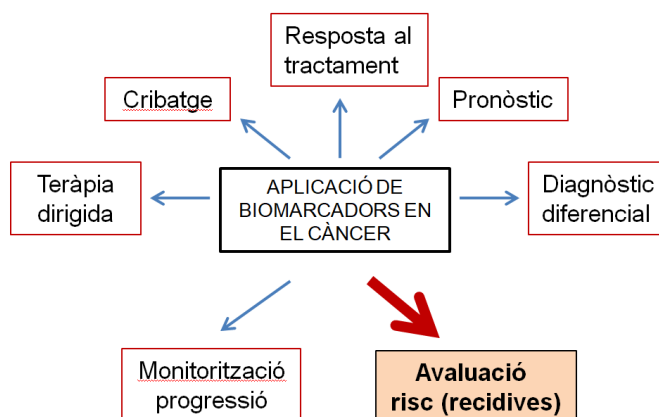 Resposta al
tractament
Cribatge
Pronòstic
Teràpia
dirigida
APLICACIÓ DE
BIOMARCADORS EN
EL CÀNCER
Diagnòstic
diferencial
Monitorització
progressió
Avaluació
risc (recidives)